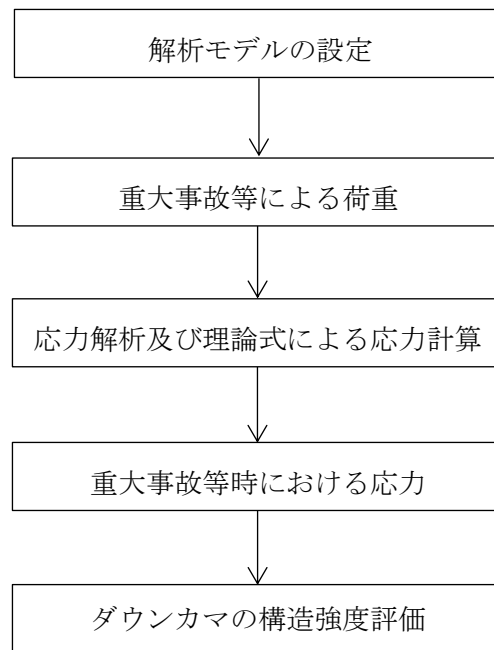 解析モデルの設定
重大事故等による荷重
応力解析及び理論式による応力計算
重大事故等時における応力
ダウンカマの構造強度評価